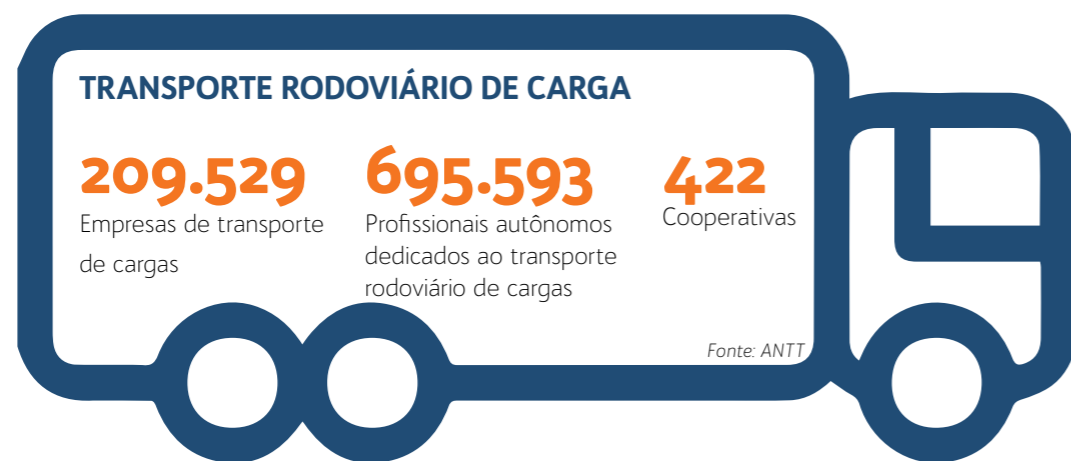 TRANSPORTE RODOVIÁRIO DE CARGA
209.529
Empresas de transporte
de cargas
695.593
Profissionais autônomos
dedicados ao transporte
rodoviário de cargas
422
Cooperativas
Fonte: ANTT